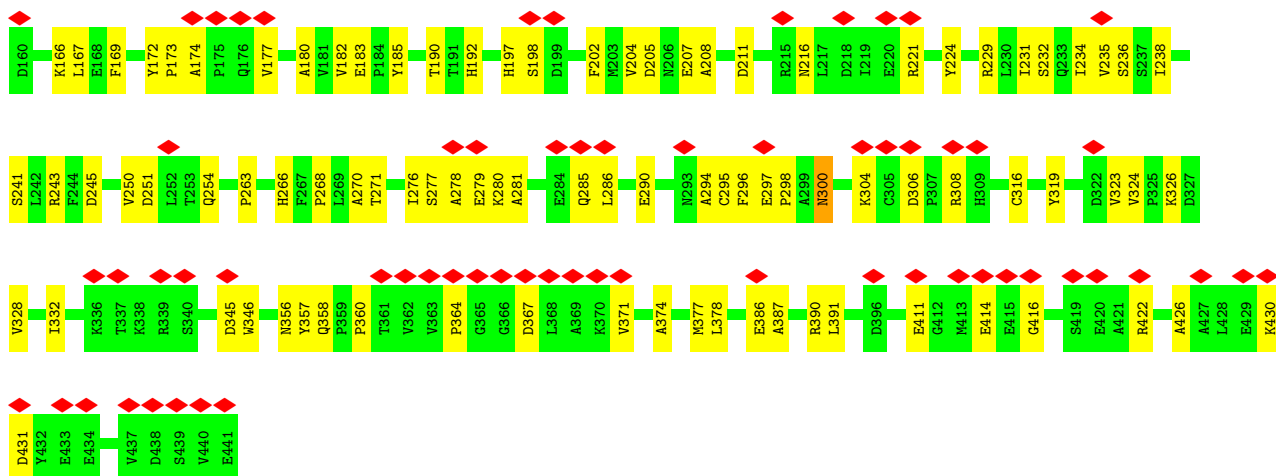 D160 K166 L167 E168 F169 Y172 P173 A174 P175 Q176 V177 A180 V181 V182 E183 P184 Y185 T190 T191 H192 H197 S198 D199 F202 M203 V204 D205 N206 E207 A208 D211 R215 N216 L217 D218 I219 E220 R221 Y224 R229 L230 I231 S232 Q233 I234 V235 S236 S237 I238
S241 L242 R243 F244 D245 V250 D251 L252 T253 Q254 P263 H266 F267 P268 L269 A270 T271 I276 S277 A278 E279 K280 A281 E284 Q285 L286 E290 N293 A294 C295 F296 E297 P298 A299 N300 K304 C305 D306 P307 R308 H309 C316 Y319 D322 V323 V324 P325 K326 D327
V328 I332 K336 T337 K338 R339 S340 D345 W346 N356 Y357 Q358 P359 P360 T361 V362 V363 P364 G365 G366 D367 L368 A369 K370 V371 A374 M377 L378 E386 A387 R390 L391 D396 E411 G412 M413 E414 E415 G416 S419 E420 A421 R422 A426 A427 L428 E429 K430
D431 Y432 E433 E434 V437 D438 S439 V440 E441